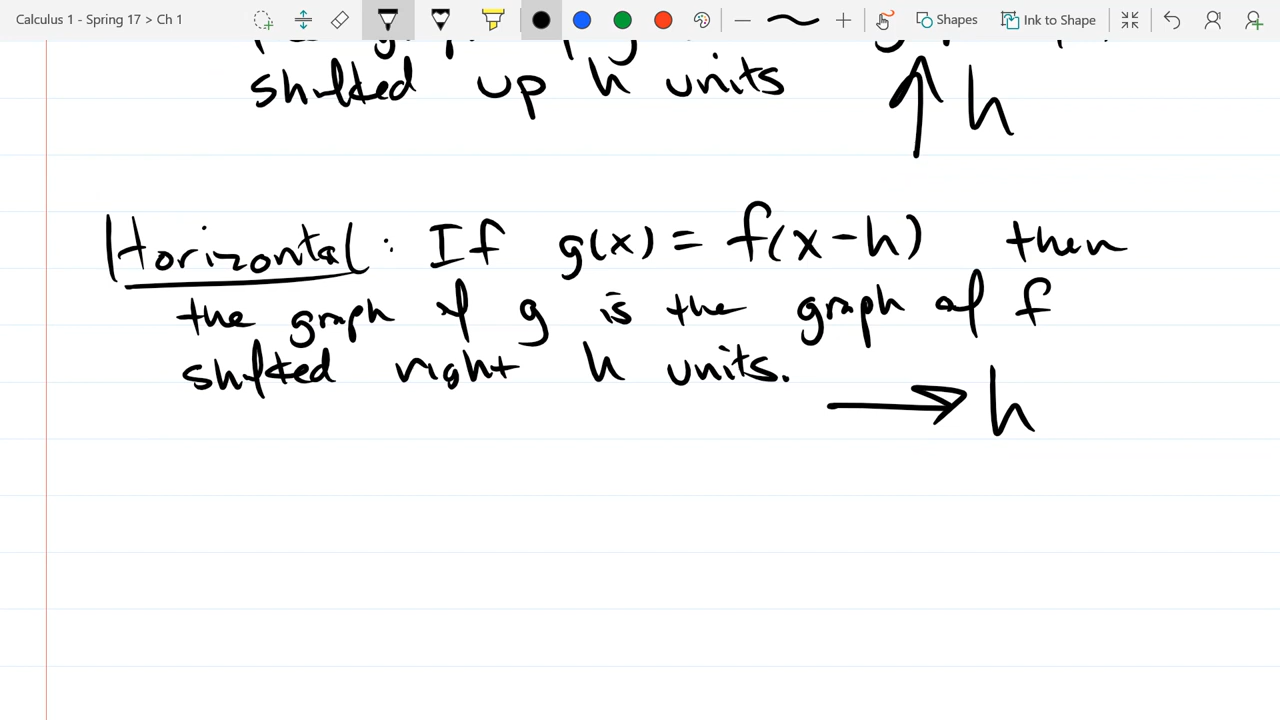 Calculus 1 - Spring 17 > Ch 1
Shapes
Ink to Shape
shifted up h units
h
Horizontal: If g(x) = f(x-h) then
the graph of g is the graph of f
shifted right h units.
h